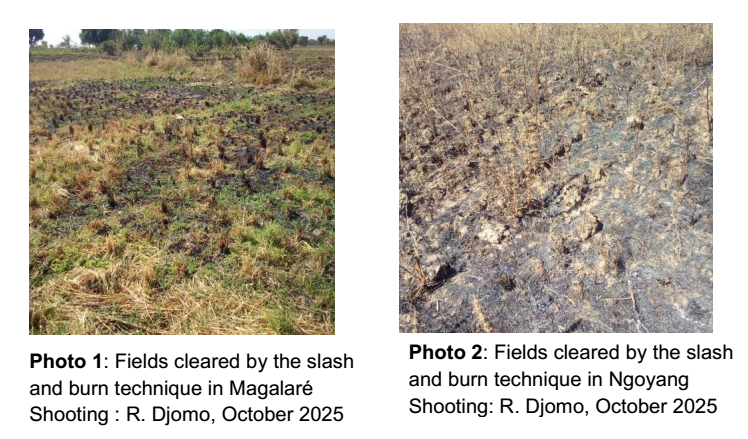 Photo 1: Fields cleared by the slash
and burn technique in Magalaré
Shooting : R. Djomo, October 2025
Photo 2: Fields cleared by the slash
and burn technique in Ngoyang
Shooting: R. Djomo, October 2025